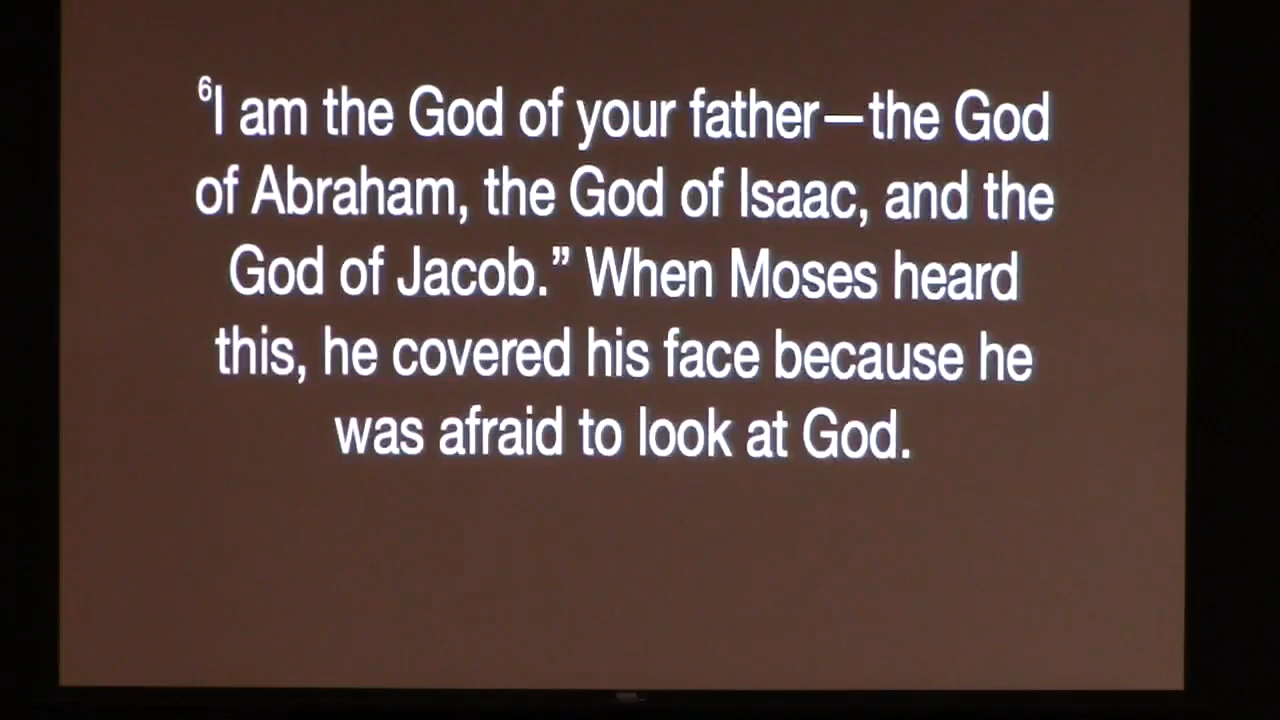 ⁶I am the God of your father—the God
of Abraham, the God of Isaac, and the
God of Jacob.” When Moses heard
this, he covered his face because he
was afraid to look at God.